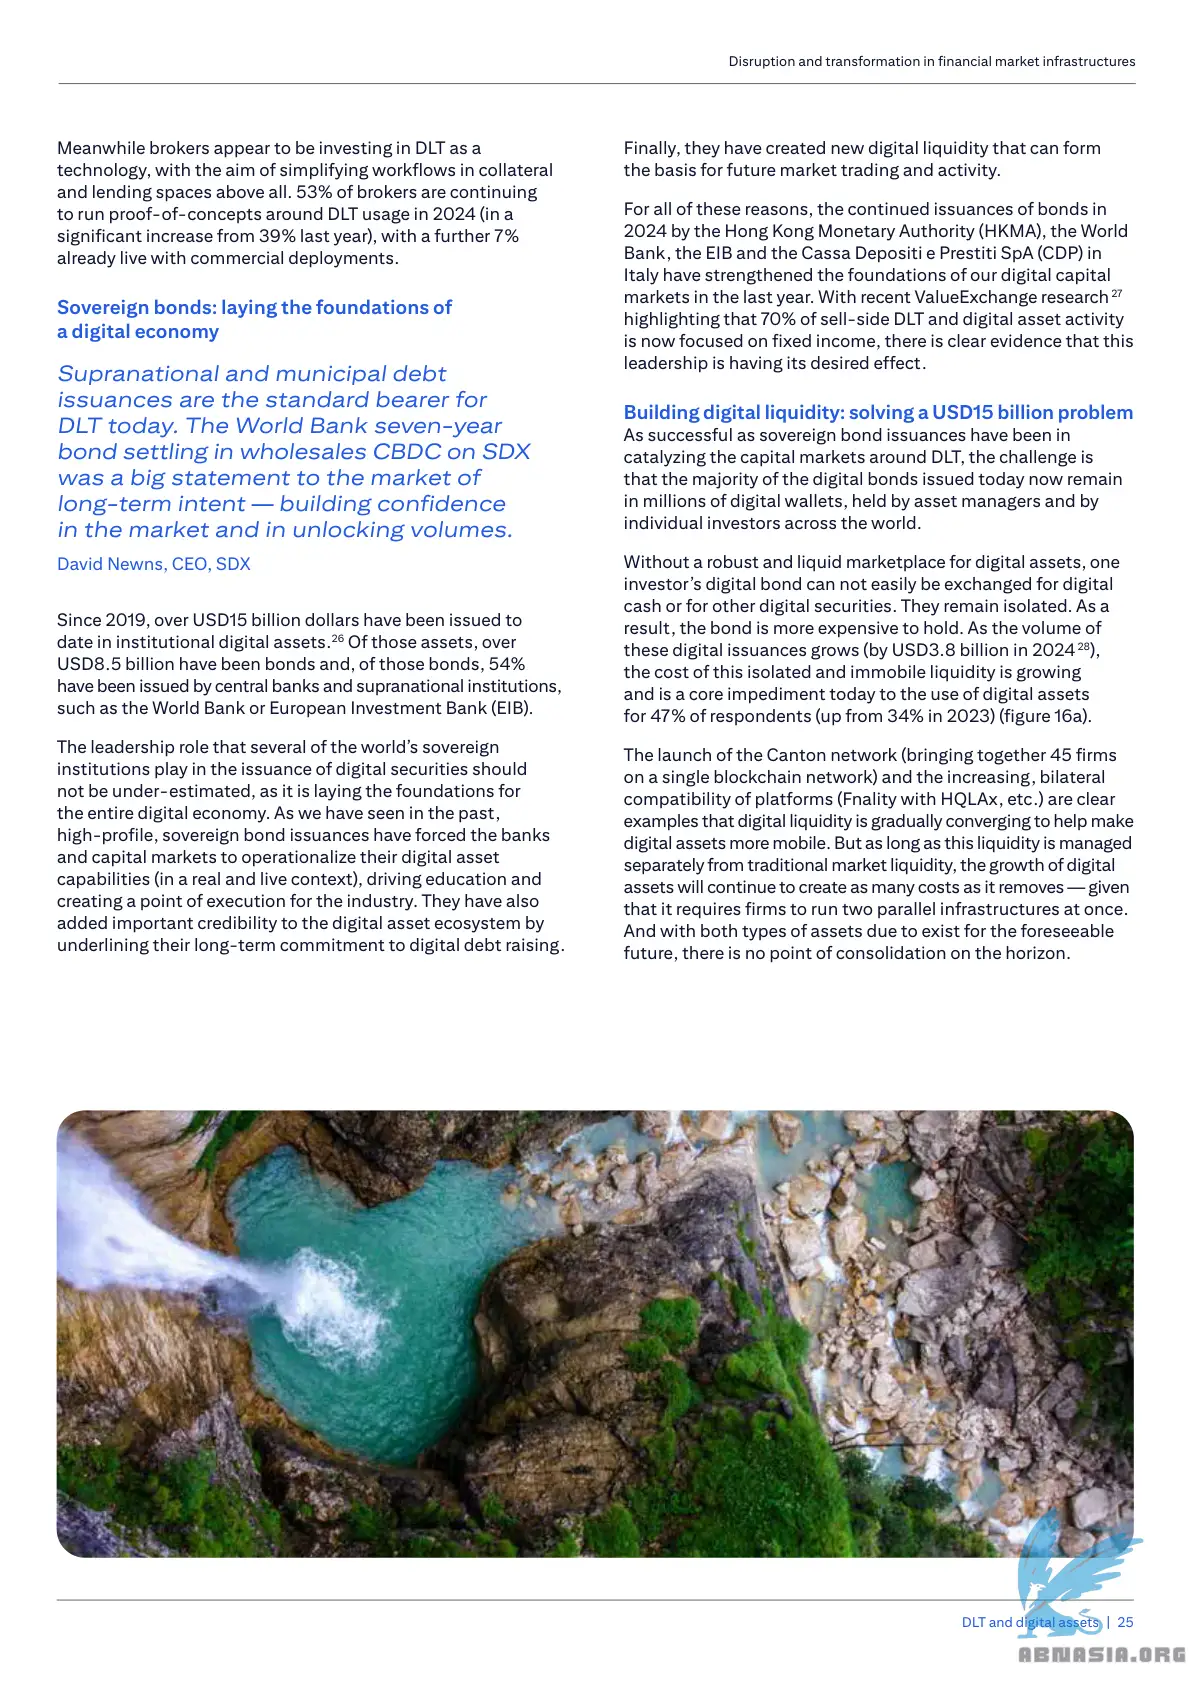 Disruption and transformation in financial market infrastructures
Meanwhile brokers appear to be investing in DLT as a
technology, with the aim of simplifying workflows in collateral
and lending spaces above all. 53% of brokers are continuing
to run proof-of-concepts around DLT usage in 2024 (in a
significant increase from 39% last year), with a further 7%
already live with commercial deployments.
Sovereign bonds: laying the foundations of
a digital economy
Supranational and municipal debt
issuances are the standard bearer for
DLT today. The World Bank seven-year
bond settling in wholesales CBDC on SDX
was a big statement to the market of
long-term intent — building confidence
in the market and in unlocking volumes.
David Newns, CEO, SDX
Since 2019, over USD15 billion dollars have been issued to
date in institutional digital assets.26 Of those assets, over
USD8.5 billion have been bonds and, of those bonds, 54%
have been issued by central banks and supranational institutions,
such as the World Bank or European Investment Bank (EIB).
The leadership role that several of the world's sovereign
institutions play in the issuance of digital securities should
not be under-estimated, as it is laying the foundations for
the entire digital economy. As we have seen in the past,
high-profile, sovereign bond issuances have forced the banks
and capital markets to operationalize their digital asset
capabilities (in a real and live context), driving education and
creating a point of execution for the industry. They have also
added important credibility to the digital asset ecosystem by
underlining their long-term commitment to digital debt raising.
Finally, they have created new digital liquidity that can form
the basis for future market trading and activity.
For all of these reasons, the continued issuances of bonds in
2024 by the Hong Kong Monetary Authority (HKMA), the World
Bank, the EIB and the Cassa Depositi e Prestiti SpA (CDP) in
Italy have strengthened the foundations of our digital capital
markets in the last year. With recent ValueExchange research 27
highlighting that 70% of sell-side DLT and digital asset activity
is now focused on fixed income, there is clear evidence that this
leadership is having its desired effect.
Building digital liquidity: solving a USD15 billion problem
As successful as sovereign bond issuances have been in
catalyzing the capital markets around DLT, the challenge is
that the majority of the digital bonds issued today now remain
in millions of digital wallets, held by asset managers and by
individual investors across the world.
Without a robust and liquid marketplace for digital assets, one
investor's digital bond can not easily be exchanged for digital
cash or for other digital securities. They remain isolated. As a
result, the bond is more expensive to hold. As the volume of
these digital issuances grows (by USD3.8 billion in 2024 28),
the cost of this isolated and immobile liquidity is growing
and is a core impediment today to the use of digital assets
for 47% of respondents (up from 34% in 2023) (figure 16a).
The launch of the Canton network (bringing together 45 firms
on a single blockchain network) and the increasing, bilateral
compatibility of platforms (Fnality with HQLAx, etc.) are clear
examples that digital liquidity is gradually converging to help make
digital assets more mobile. But as long as this liquidity is managed
separately from traditional market liquidity, the growth of digital
assets will continue to create as many costs as it removes — given
that it requires firms to run two parallel infrastructures at once.
And with both types of assets due to exist for the foreseeable
future, there is no point of consolidation on the horizon.
DLT and digital assets | 25
ABNASIA.ORG